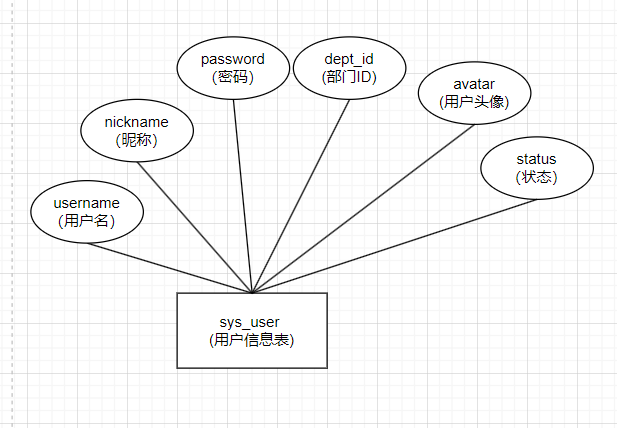 password
(密码)
dept_id
(部门ID)
avatar
(用户头像)
nickname
(昵称)
status
(状态)
username
(用户名)
sys_user
(用户信息表)